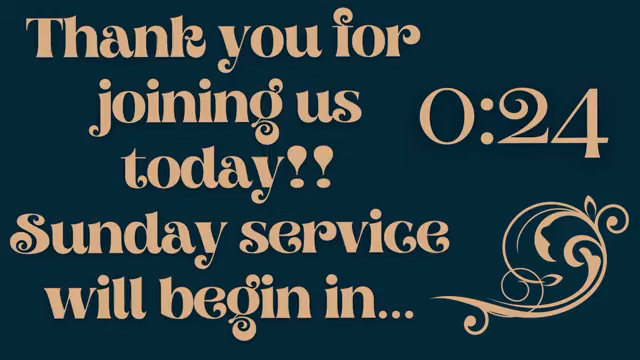 Thank you for
joining us
today!!
Sunday service
will begin in...
0:24